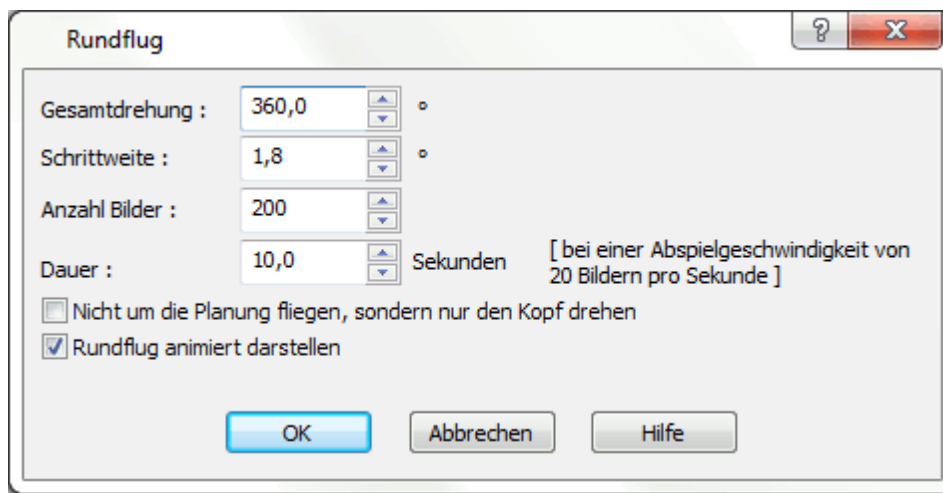 Rundflug
Gesamtdrehung : 360,0 °
Schrittweite : 1,8 °
Anzahl Bilder : 200
Dauer : 10,0 Sekunden [ bei einer Abspielgeschwindigkeit von
20 Bildern pro Sekunde ]
Nicht um die Planung fliegen, sondern nur den Kopf drehen
Rundflug animiert darstellen
OK Abbrechen Hilfe